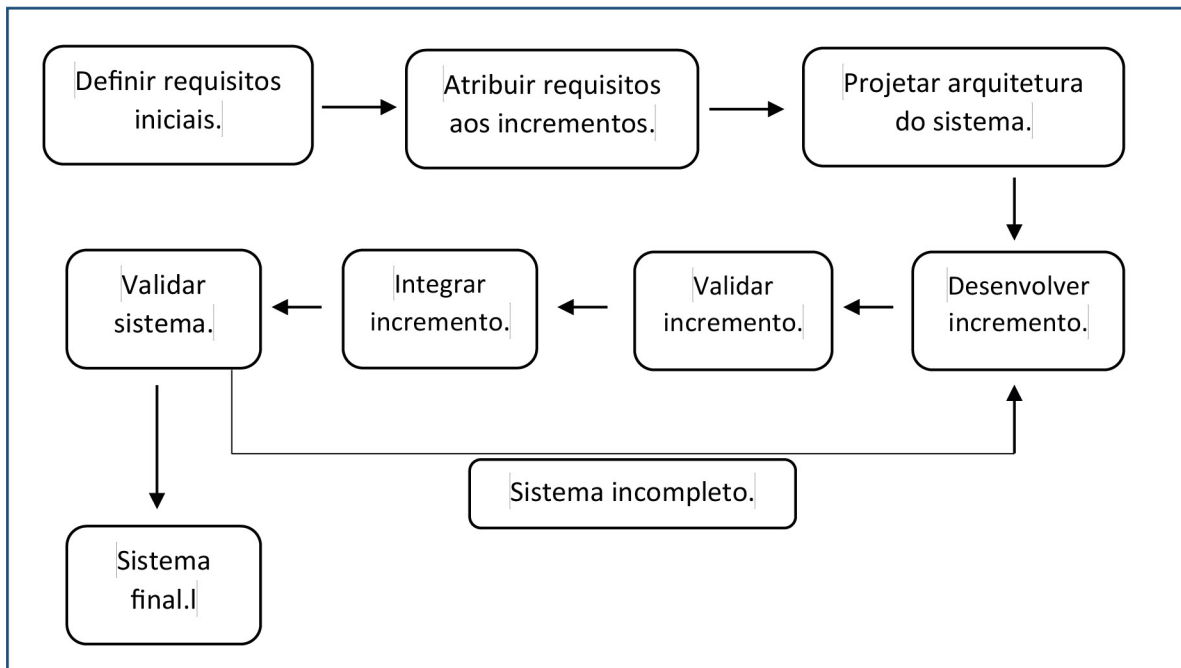 Definir requisitos
iniciais.
Atribuir requisitos
aos incrementos.
Projetar arquitetura
do sistema.
Validar
sistema.
Integrar
incremento.
Validar
incremento.
Desenvolver
incremento.
Sistema incompleto.
Sistema
final.l